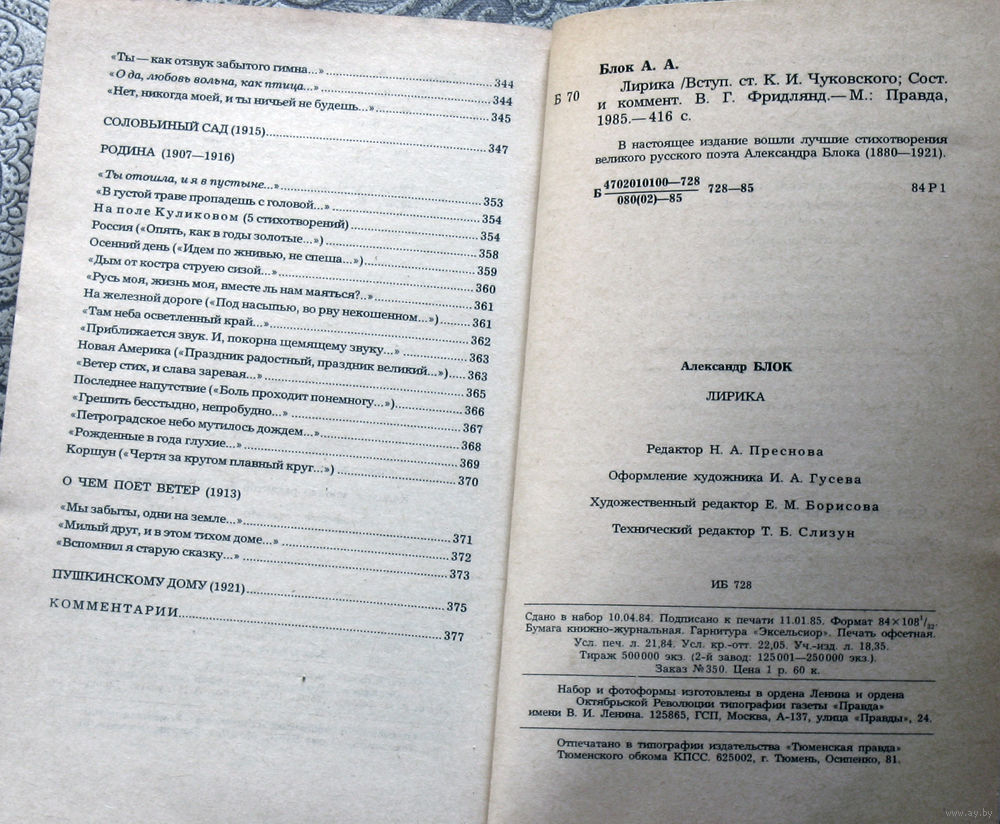 «Ты — как отзвук забытого гимна...» 344
«О да, любовь вольна, как птица...» 344
«Нет, никогда моей, и ты ничьей не будешь...» 345
СОЛОВЬИНЫЙ САД (1915) 347
РОДИНА (1907—1916)
«Ты отошла, и я в пустыне...» 353
«В густой траве пропадешь с головой...» 354
На поле Куликовом (5 стихотворений) 354
Россия («Опять, как в годы золотые...») 358
Осенний день («Идем по жнивью, не спеша...») 359
«Дым от костра струею сизой...» 360
«Русь моя, жизнь моя, вместе ль нам маяться?..» 361
На железной дороге («Под насыпью, во рву некошенном...») 361
«Там неба осветленный край...» 362
«Приближается звук. И, покорна щемящему звуку...» 363
Новая Америка («Праздник радостный, праздник великий...») 363
«Ветер стих, и слава заревая...» 365
Последнее напутствие («Боль проходит понемногу...») 366
«Грешить бесстыдно, непробудно...» 367
«Петроградское небо мутилось дождем...» 368
«Рожденные в года глухие...» 369
Коршун («Чертя за кругом плавный круг...») 370
О ЧЕМ ПОЕТ ВЕТЕР (1913)
«Мы забыты, одни на земле...» 371
«Милый друг, и в этом тихом доме...» 372
«Вспомнил я старую сказку...» 373
ПУШКИНСКОМУ ДОМУ (1921) 375
КОММЕНТАРИИ 377
Блок А. А.
Б 70 Лирика /Вступ. ст. К. И. Чуковского; Сост.
и коммент. В. Г. Фридлянд.— М.: Правда,
1985.— 416 с.
В настоящее издание вошли лучшие стихотворения
великого русского поэта Александра Блока (1880—1921).
Б 4702010100—728 728—85 84 Р1
080(02)—85
Александр БЛОК
ЛИРИКА
Редактор Н. А. Преснова
Оформление художника И. А. Гусева
Художественный редактор Е. М. Борисова
Технический редактор Т. Б. Слизун
ИБ 728
Сдано в набор 10.04.84. Подписано к печати 11.01.85. Формат 84×108 1/32.
Бумага книжно-журнальная. Гарнитура «Эксельсиор». Печать офсетная.
Усл. печ. л. 21,84. Усл. кр.-отт. 22,05. Уч.-изд. л. 18,35.
Тираж 500000 экз. (2-й завод: 125001—250000 экз.).
Заказ № 350. Цена 1 р. 60 к.
Набор и фотоформы изготовлены в ордена Ленина и ордена
Октябрьской Революции типографии газеты «Правда»
имени В. И. Ленина. 125865, ГСП, Москва, А-137, улица «Правды», 24.
Отпечатано в типографии издательства «Тюменская правда»
Тюменского обкома КПСС. 625002, г. Тюмень, Осипенко, 81.
www.ay.by